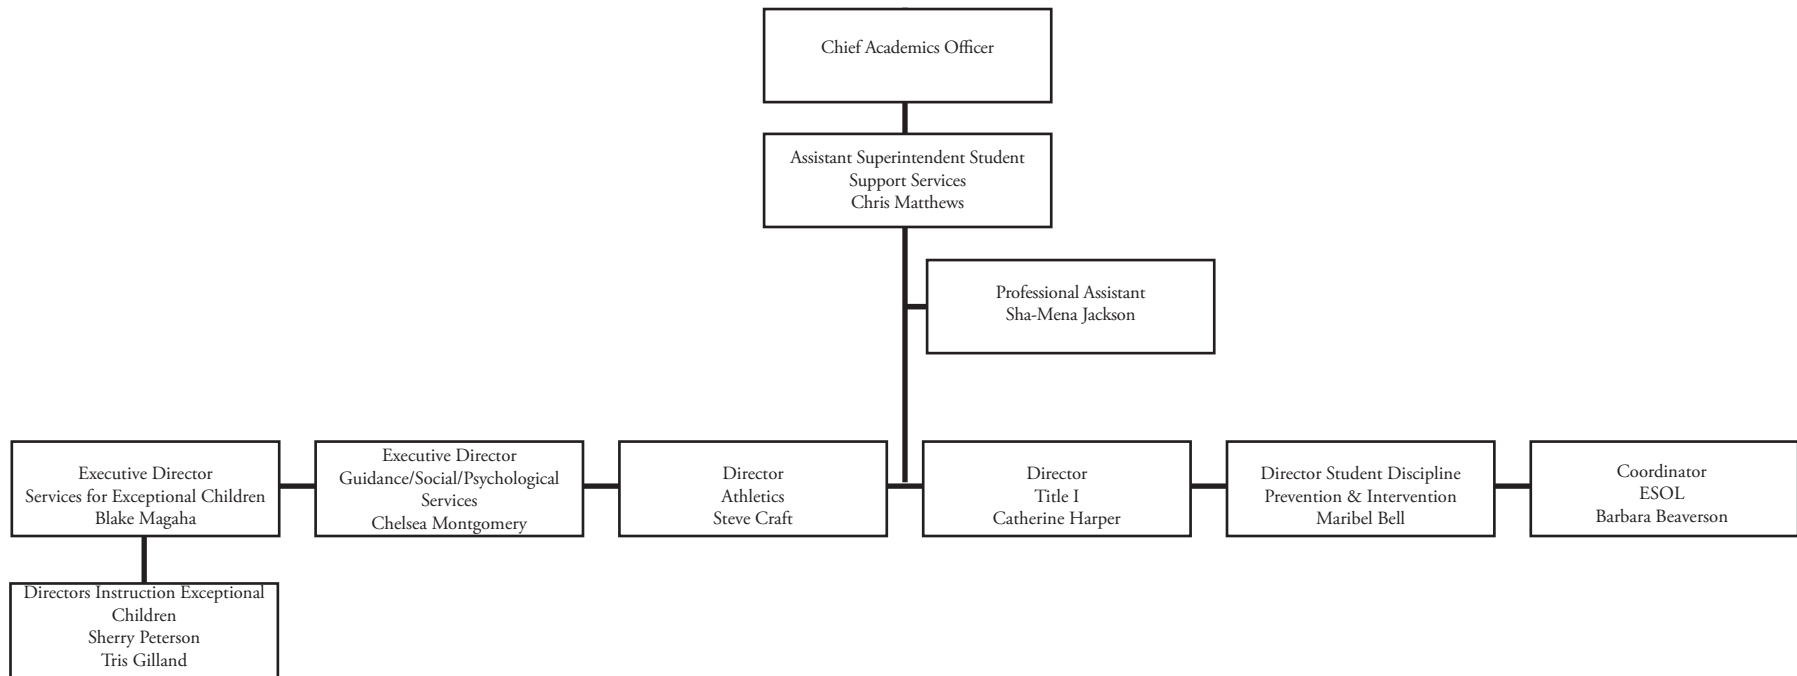 Chief Academics Officer
Assistant Superintendent Student
Support Services
Chris Matthews
Professional Assistant
Sha-Mena Jackson
Executive Director
Services for Exceptional Children
Blake Magaha
Executive Director
Guidance/Social/Psychological
Services
Chelsea Montgomery
Director
Athletics
Steve Craft
Director
Title I
Catherine Harper
Director Student Discipline
Prevention & Intervention
Maribel Bell
Coordinator
ESOL
Barbara Beaverson
Directors Instruction Exceptional
Children
Sherry Peterson
Tris Gilland